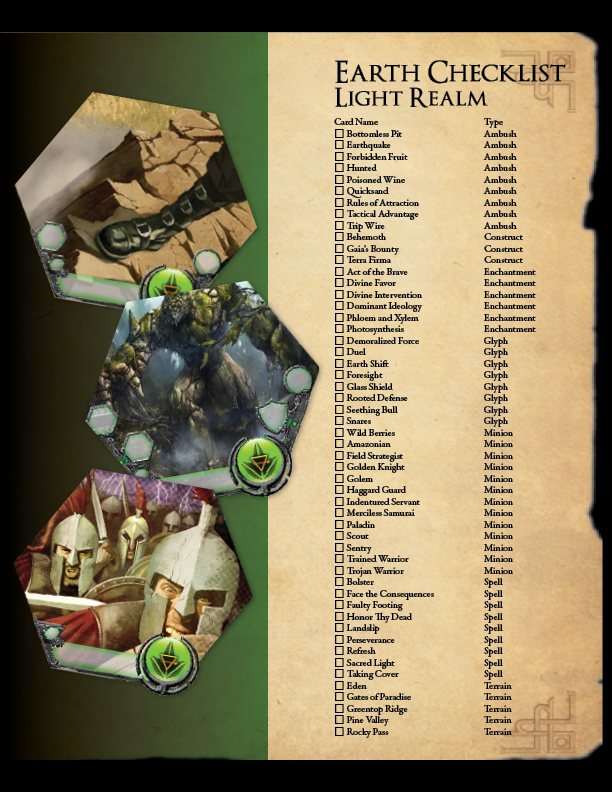 Earth Checklist
Light Realm
Card Name Type
Bottomless Pit Ambush
Earthquake Ambush
Forbidden Fruit Ambush
Hunted Ambush
Poisoned Wine Ambush
Quicksand Ambush
Rules of Attraction Ambush
Tactical Advantage Ambush
Trip Wire Ambush
Behemoth Construct
Gaia's Bounty Construct
Terra Firma Construct
Act of the Brave Enchantment
Divine Favor Enchantment
Divine Intervention Enchantment
Dominant Ideology Enchantment
Phloem and Xylem Enchantment
Photosynthesis Enchantment
Demoralized Force Glyph
Duel Glyph
Earth Shift Glyph
Foresight Glyph
Glass Shield Glyph
Rooted Defense Glyph
Seething Bull Glyph
Snares Glyph
Wild Berries Minion
Amazonian Minion
Field Strategist Minion
Golden Knight Minion
Golem Minion
Haggard Guard Minion
Indentured Servant Minion
Merciless Samurai Minion
Paladin Minion
Scout Minion
Sentry Minion
Trained Warrior Minion
Trojan Warrior Minion
Bolster Spell
Face the Consequences Spell
Faulty Footing Spell
Honor Thy Dead Spell
Landslip Spell
Perseverance Spell
Refresh Spell
Sacred Light Spell
Taking Cover Spell
Eden Terrain
Gates of Paradise Terrain
Greentop Ridge Terrain
Pine Valley Terrain
Rocky Pass Terrain